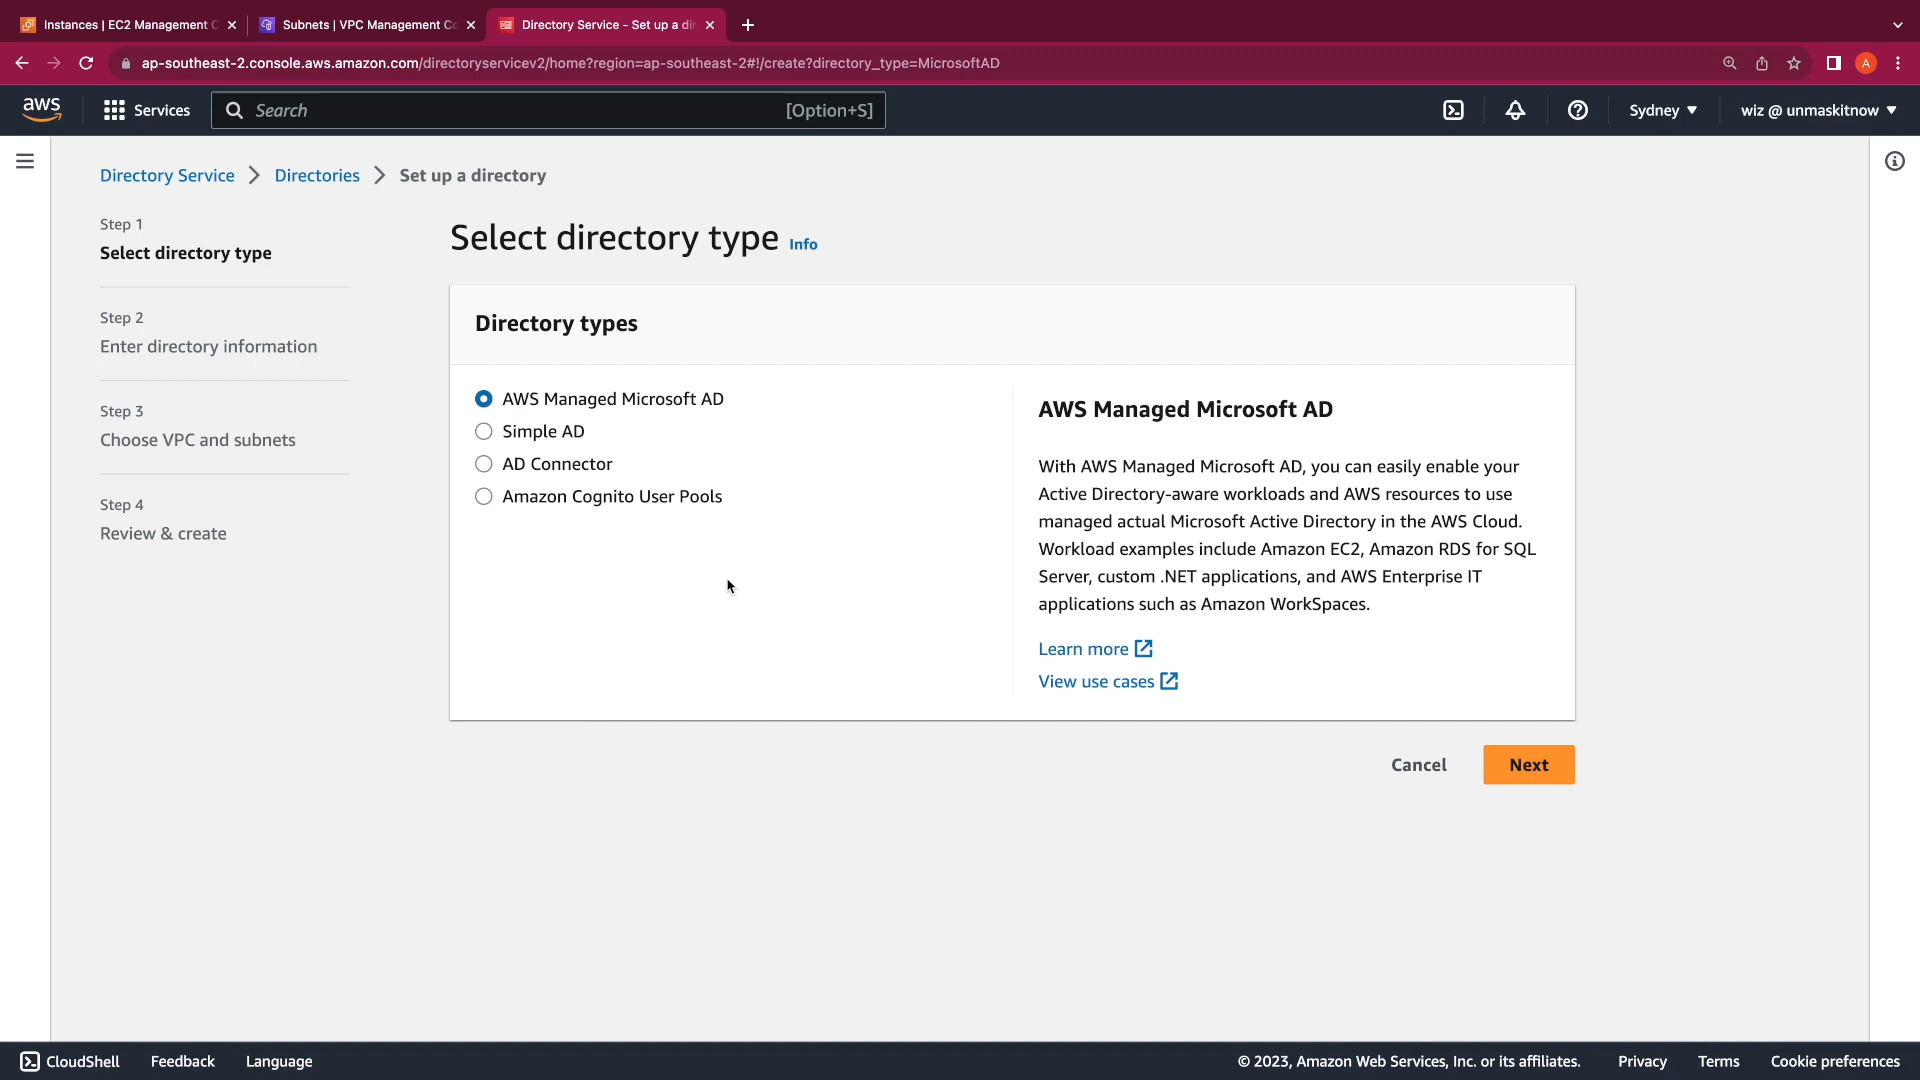 Instances | EC2 Management C
Subnets | VPC Management Co
Directory Service - Set up a dir
ap-southeast-2.console.aws.amazon.com/directoryservicev2/home?region=ap-southeast-2#!/create?directory_type=MicrosoftAD
A
aws
Services
Search
[Option+S]
Sydney
wiz @ unmaskitnow
Directory Service
Directories
Set up a directory
Step 1
Select directory type
Step 2
Enter directory information
Step 3
Choose VPC and subnets
Step 4
Review & create
Select directory type Info
Directory types
AWS Managed Microsoft AD
Simple AD
AD Connector
Amazon Cognito User Pools
AWS Managed Microsoft AD
With AWS Managed Microsoft AD, you can easily enable your
Active Directory-aware workloads and AWS resources to use
managed actual Microsoft Active Directory in the AWS Cloud.
Workload examples include Amazon EC2, Amazon RDS for SQL
Server, custom .NET applications, and AWS Enterprise IT
applications such as Amazon WorkSpaces.
Learn more
View use cases
Cancel
Next
CloudShell
Feedback
Language
© 2023, Amazon Web Services, Inc. or its affiliates.
Privacy
Terms
Cookie preferences